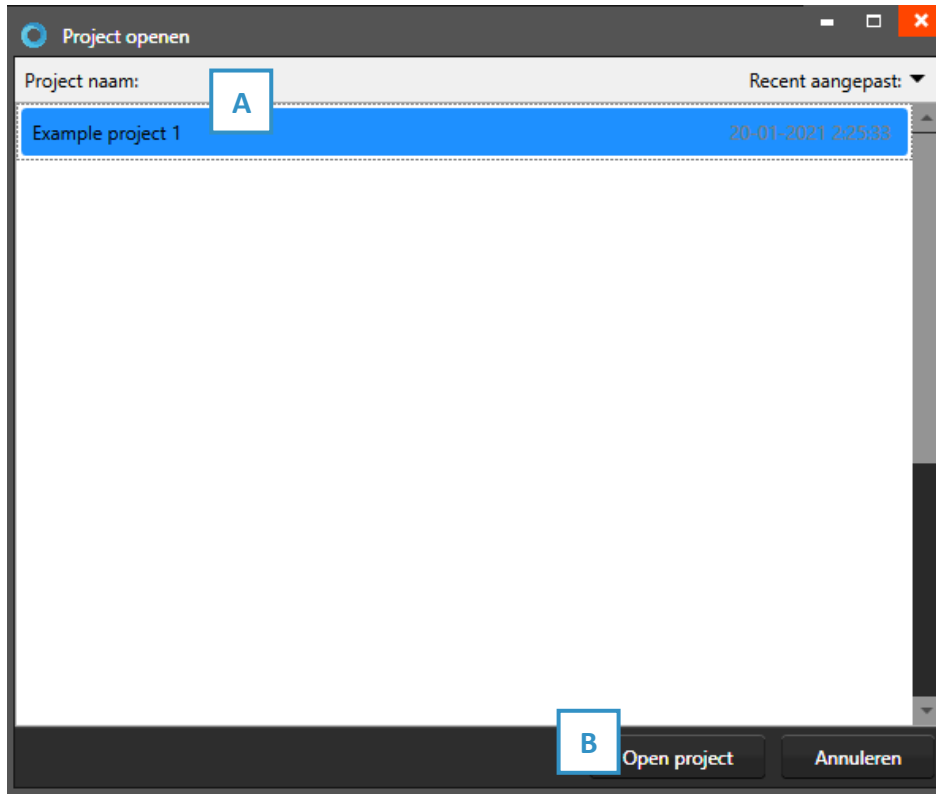 Project openen
Project naam:
A
Recent aangepast:
Example project 1
20-01-2021 2:25:33
B
Open project
Annuleren